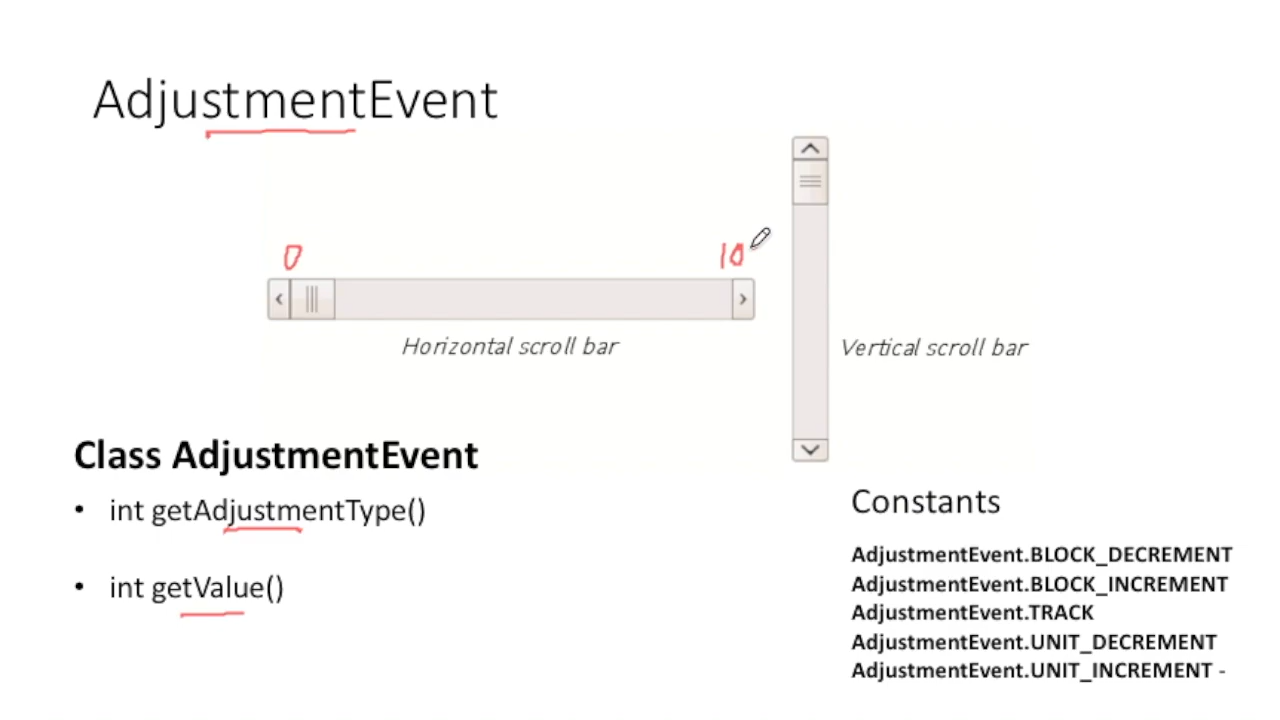 AdjustmentEvent
0
10
Horizontal scroll bar
Vertical scroll bar
Class AdjustmentEvent
• int getAdjustmentType()
• int getValue()
Constants
AdjustmentEvent.BLOCK_DECREMENT
AdjustmentEvent.BLOCK_INCREMENT
AdjustmentEvent.TRACK
AdjustmentEvent.UNIT_DECREMENT
AdjustmentEvent.UNIT_INCREMENT -